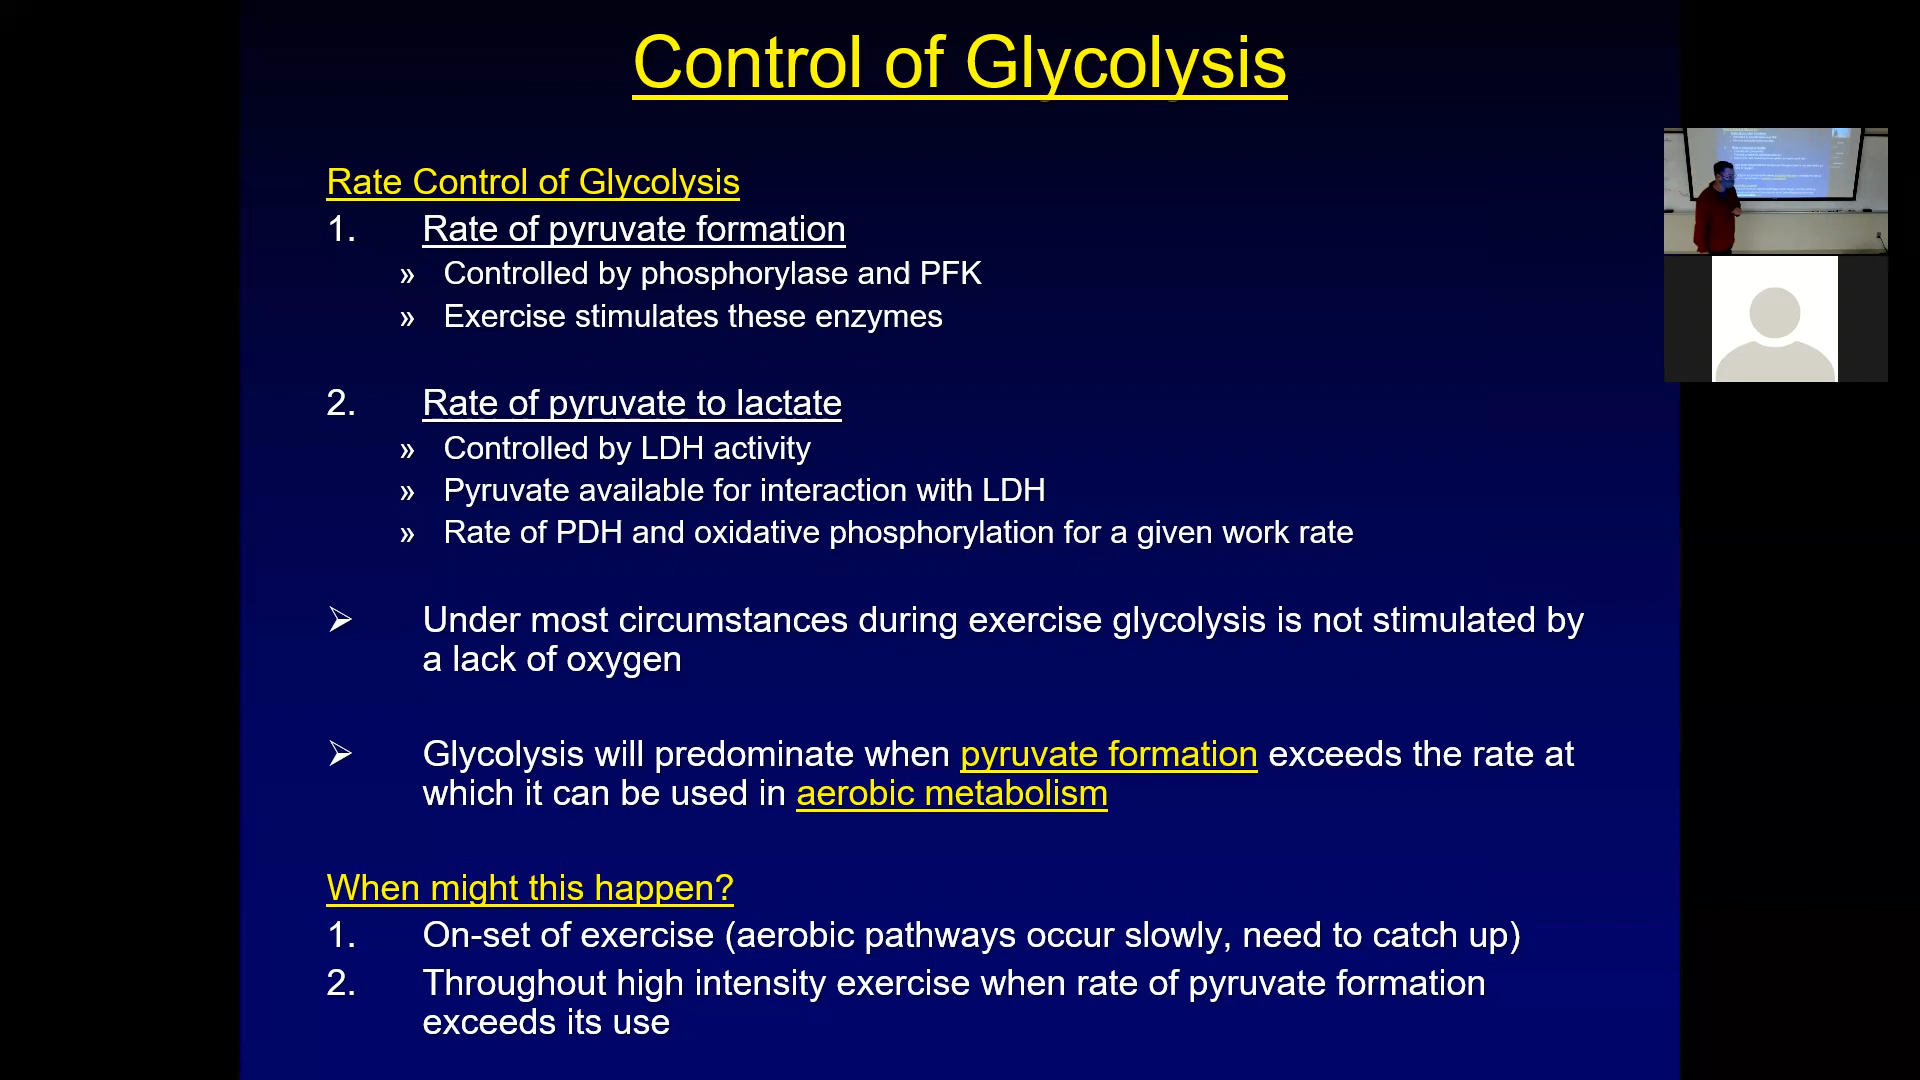 Control of Glycolysis
Rate Control of Glycolysis
1. Rate of pyruvate formation
» Controlled by phosphorylase and PFK
» Exercise stimulates these enzymes
2. Rate of pyruvate to lactate
» Controlled by LDH activity
» Pyruvate available for interaction with LDH
» Rate of PDH and oxidative phosphorylation for a given work rate
➢ Under most circumstances during exercise glycolysis is not stimulated by
a lack of oxygen
➢ Glycolysis will predominate when pyruvate formation exceeds the rate at
which it can be used in aerobic metabolism
When might this happen?
1. On-set of exercise (aerobic pathways occur slowly, need to catch up)
2. Throughout high intensity exercise when rate of pyruvate formation
exceeds its use